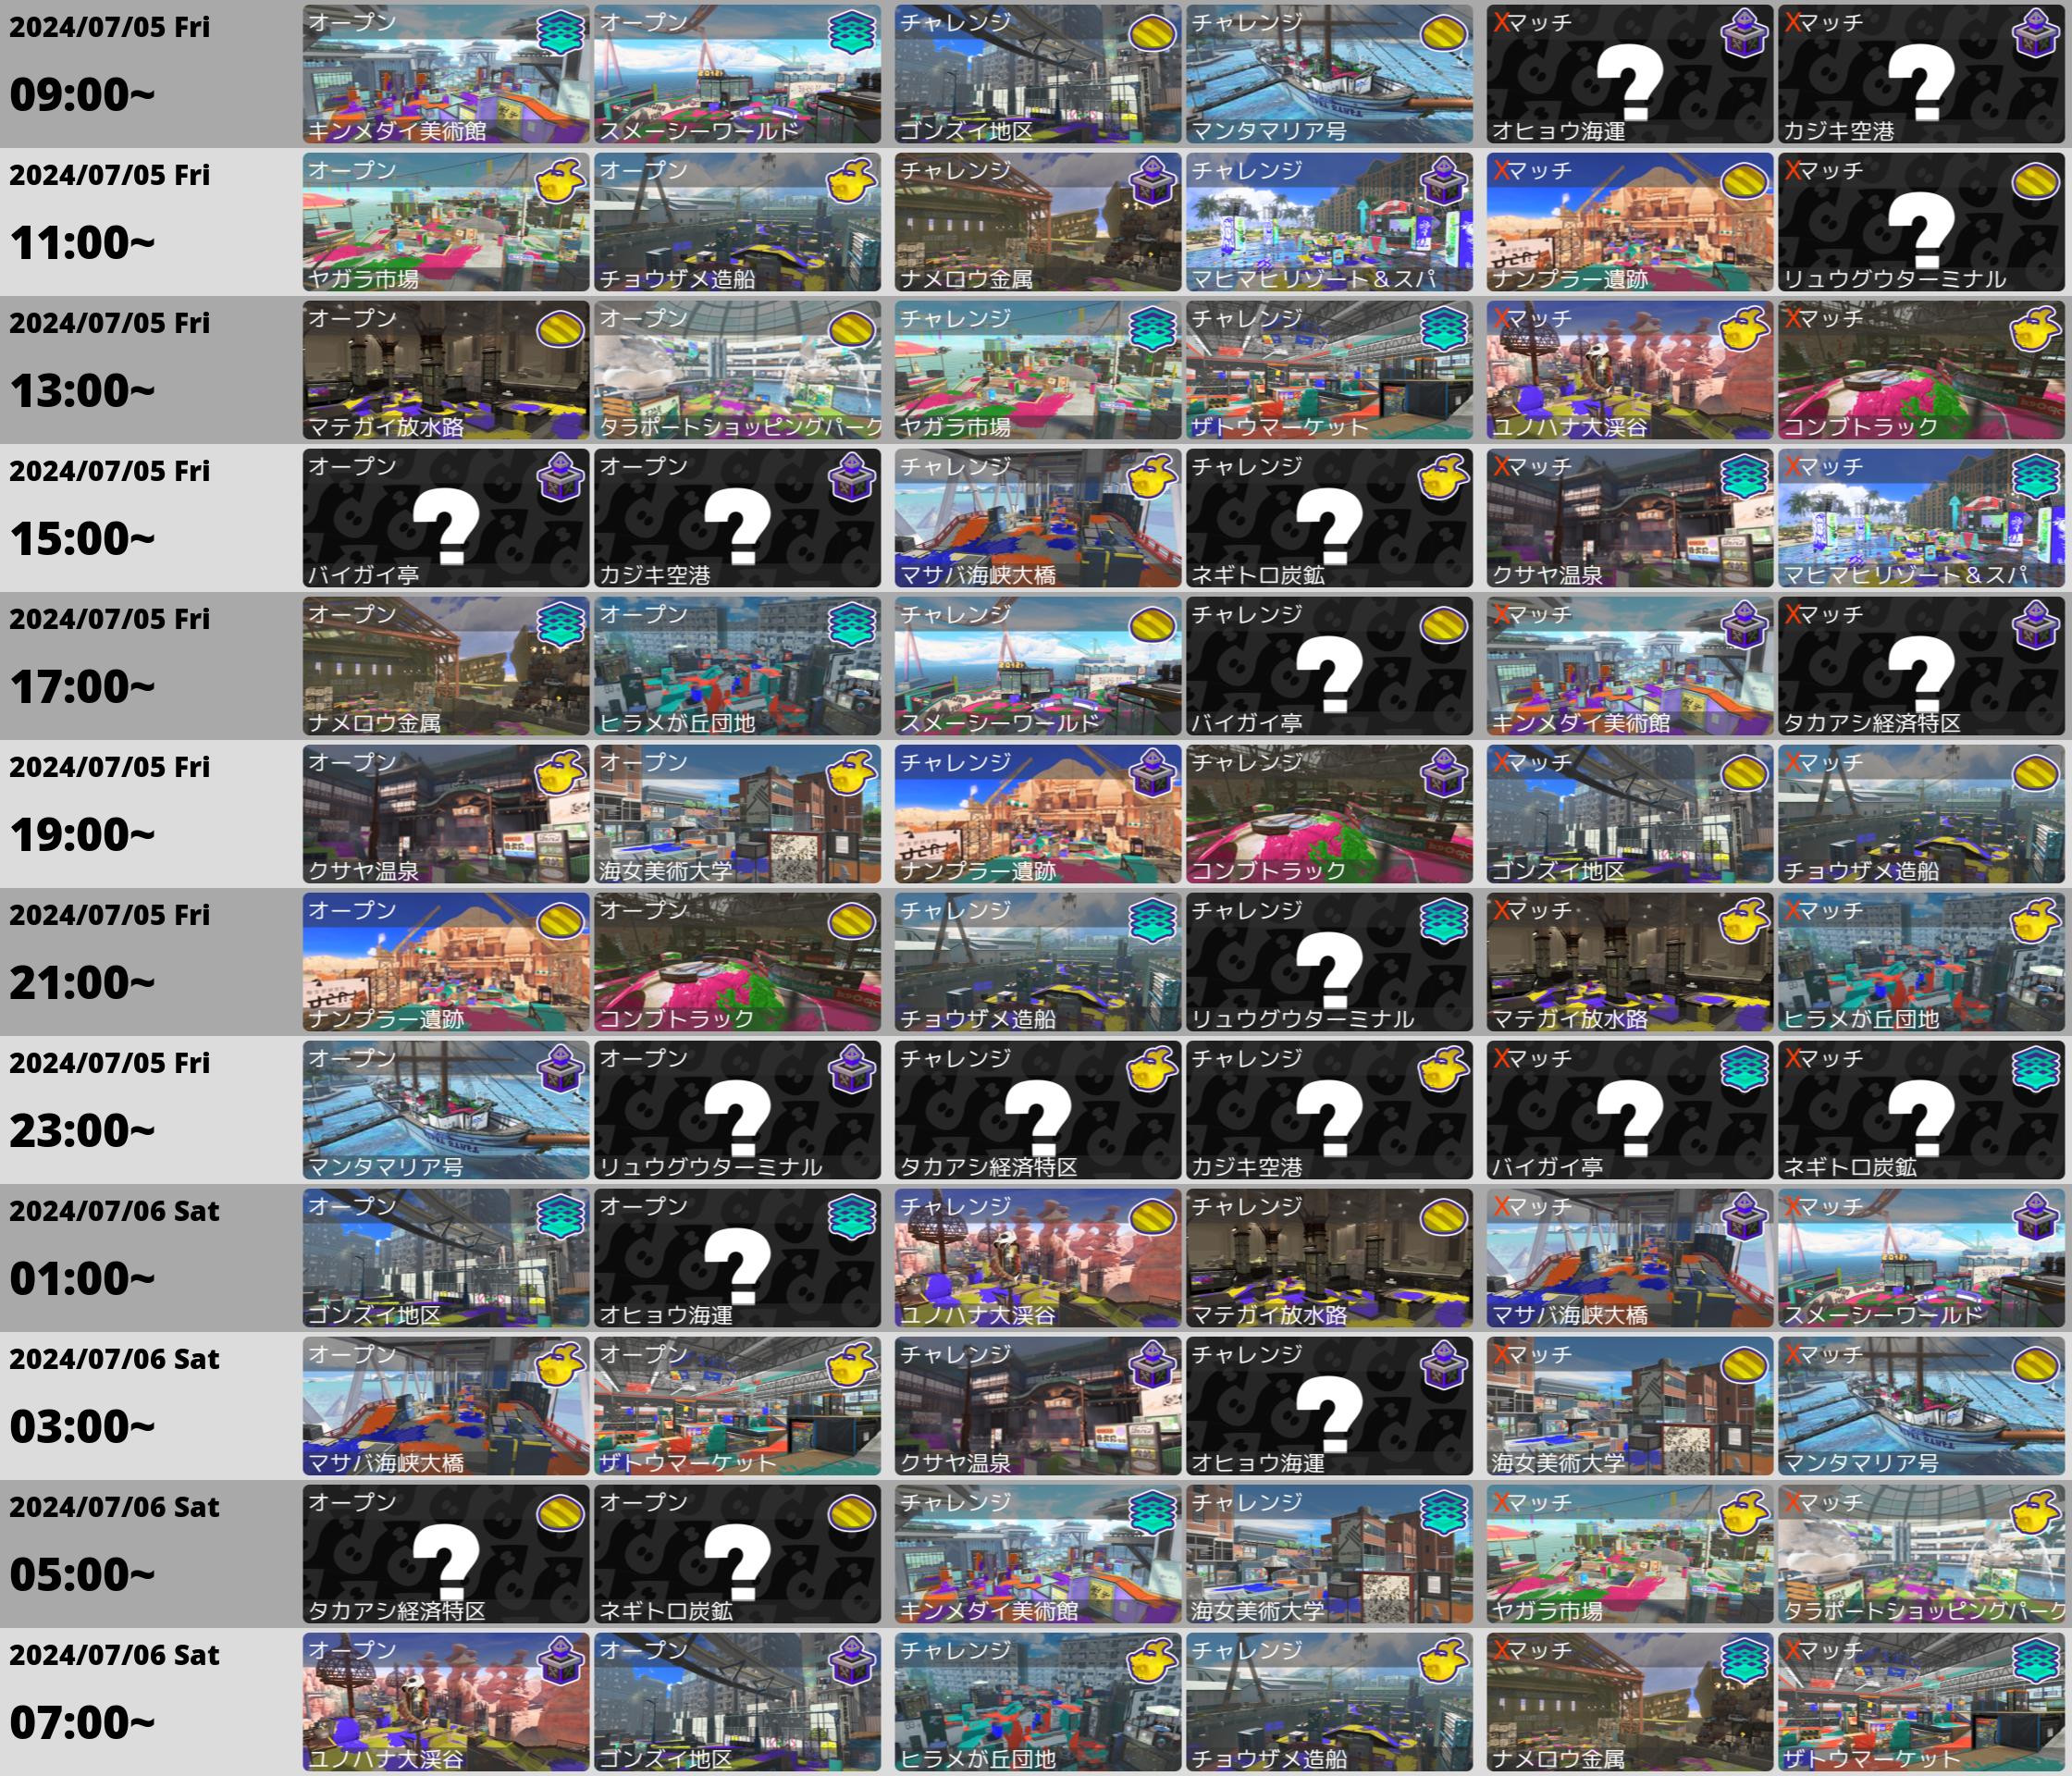 2024/07/05 Fri
09:00~
オープン
キンメダイ美術館
オープン
スメーシーワールド
チャレンジ
ゴンズイ地区
チャレンジ
マンタマリア号
Xマッチ
オヒョウ海運
Xマッチ
カジキ空港
2024/07/05 Fri
11:00~
オープン
ヤガラ市場
オープン
チョウザメ造船
チャレンジ
ナメロウ金属
チャレンジ
マヒマヒリゾート＆スパ
Xマッチ
ナンプラー遺跡
Xマッチ
リュウグウターミナル
2024/07/05 Fri
13:00~
オープン
マテガイ放水路
オープン
タラポートショッピングパーク
チャレンジ
ヤガラ市場
チャレンジ
ザトウマーケット
Xマッチ
ユノハナ大渓谷
Xマッチ
コンブトラック
2024/07/05 Fri
15:00~
オープン
バイガイ亭
オープン
カジキ空港
チャレンジ
マサバ海峡大橋
チャレンジ
ネギトロ炭鉱
Xマッチ
クサヤ温泉
Xマッチ
マヒマヒリゾート＆スパ
2024/07/05 Fri
17:00~
オープン
ナメロウ金属
オープン
ヒラメが丘団地
チャレンジ
スメーシーワールド
チャレンジ
バイガイ亭
Xマッチ
キンメダイ美術館
Xマッチ
タカアシ経済特区
2024/07/05 Fri
19:00~
オープン
クサヤ温泉
オープン
海女美術大学
チャレンジ
ナンプラー遺跡
チャレンジ
コンブトラック
Xマッチ
ゴンズイ地区
Xマッチ
チョウザメ造船
2024/07/05 Fri
21:00~
オープン
ナンプラー遺跡
オープン
コンブトラック
チャレンジ
チョウザメ造船
チャレンジ
リュウグウターミナル
Xマッチ
マテガイ放水路
Xマッチ
ヒラメが丘団地
2024/07/05 Fri
23:00~
オープン
マンタマリア号
オープン
リュウグウターミナル
チャレンジ
タカアシ経済特区
チャレンジ
カジキ空港
Xマッチ
バイガイ亭
Xマッチ
ネギトロ炭鉱
2024/07/06 Sat
01:00~
オープン
ゴンズイ地区
オープン
オヒョウ海運
チャレンジ
ユノハナ大渓谷
チャレンジ
マテガイ放水路
Xマッチ
マサバ海峡大橋
Xマッチ
スメーシーワールド
2024/07/06 Sat
03:00~
オープン
マサバ海峡大橋
オープン
ザトウマーケット
チャレンジ
クサヤ温泉
チャレンジ
オヒョウ海運
Xマッチ
海女美術大学
Xマッチ
マンタマリア号
2024/07/06 Sat
05:00~
オープン
タカアシ経済特区
オープン
ネギトロ炭鉱
チャレンジ
キンメダイ美術館
チャレンジ
海女美術大学
Xマッチ
ヤガラ市場
Xマッチ
タラポートショッピングパーク
2024/07/06 Sat
07:00~
オープン
ユノハナ大渓谷
オープン
ゴンズイ地区
チャレンジ
ヒラメが丘団地
チャレンジ
チョウザメ造船
Xマッチ
ナメロウ金属
Xマッチ
ザトウマーケット